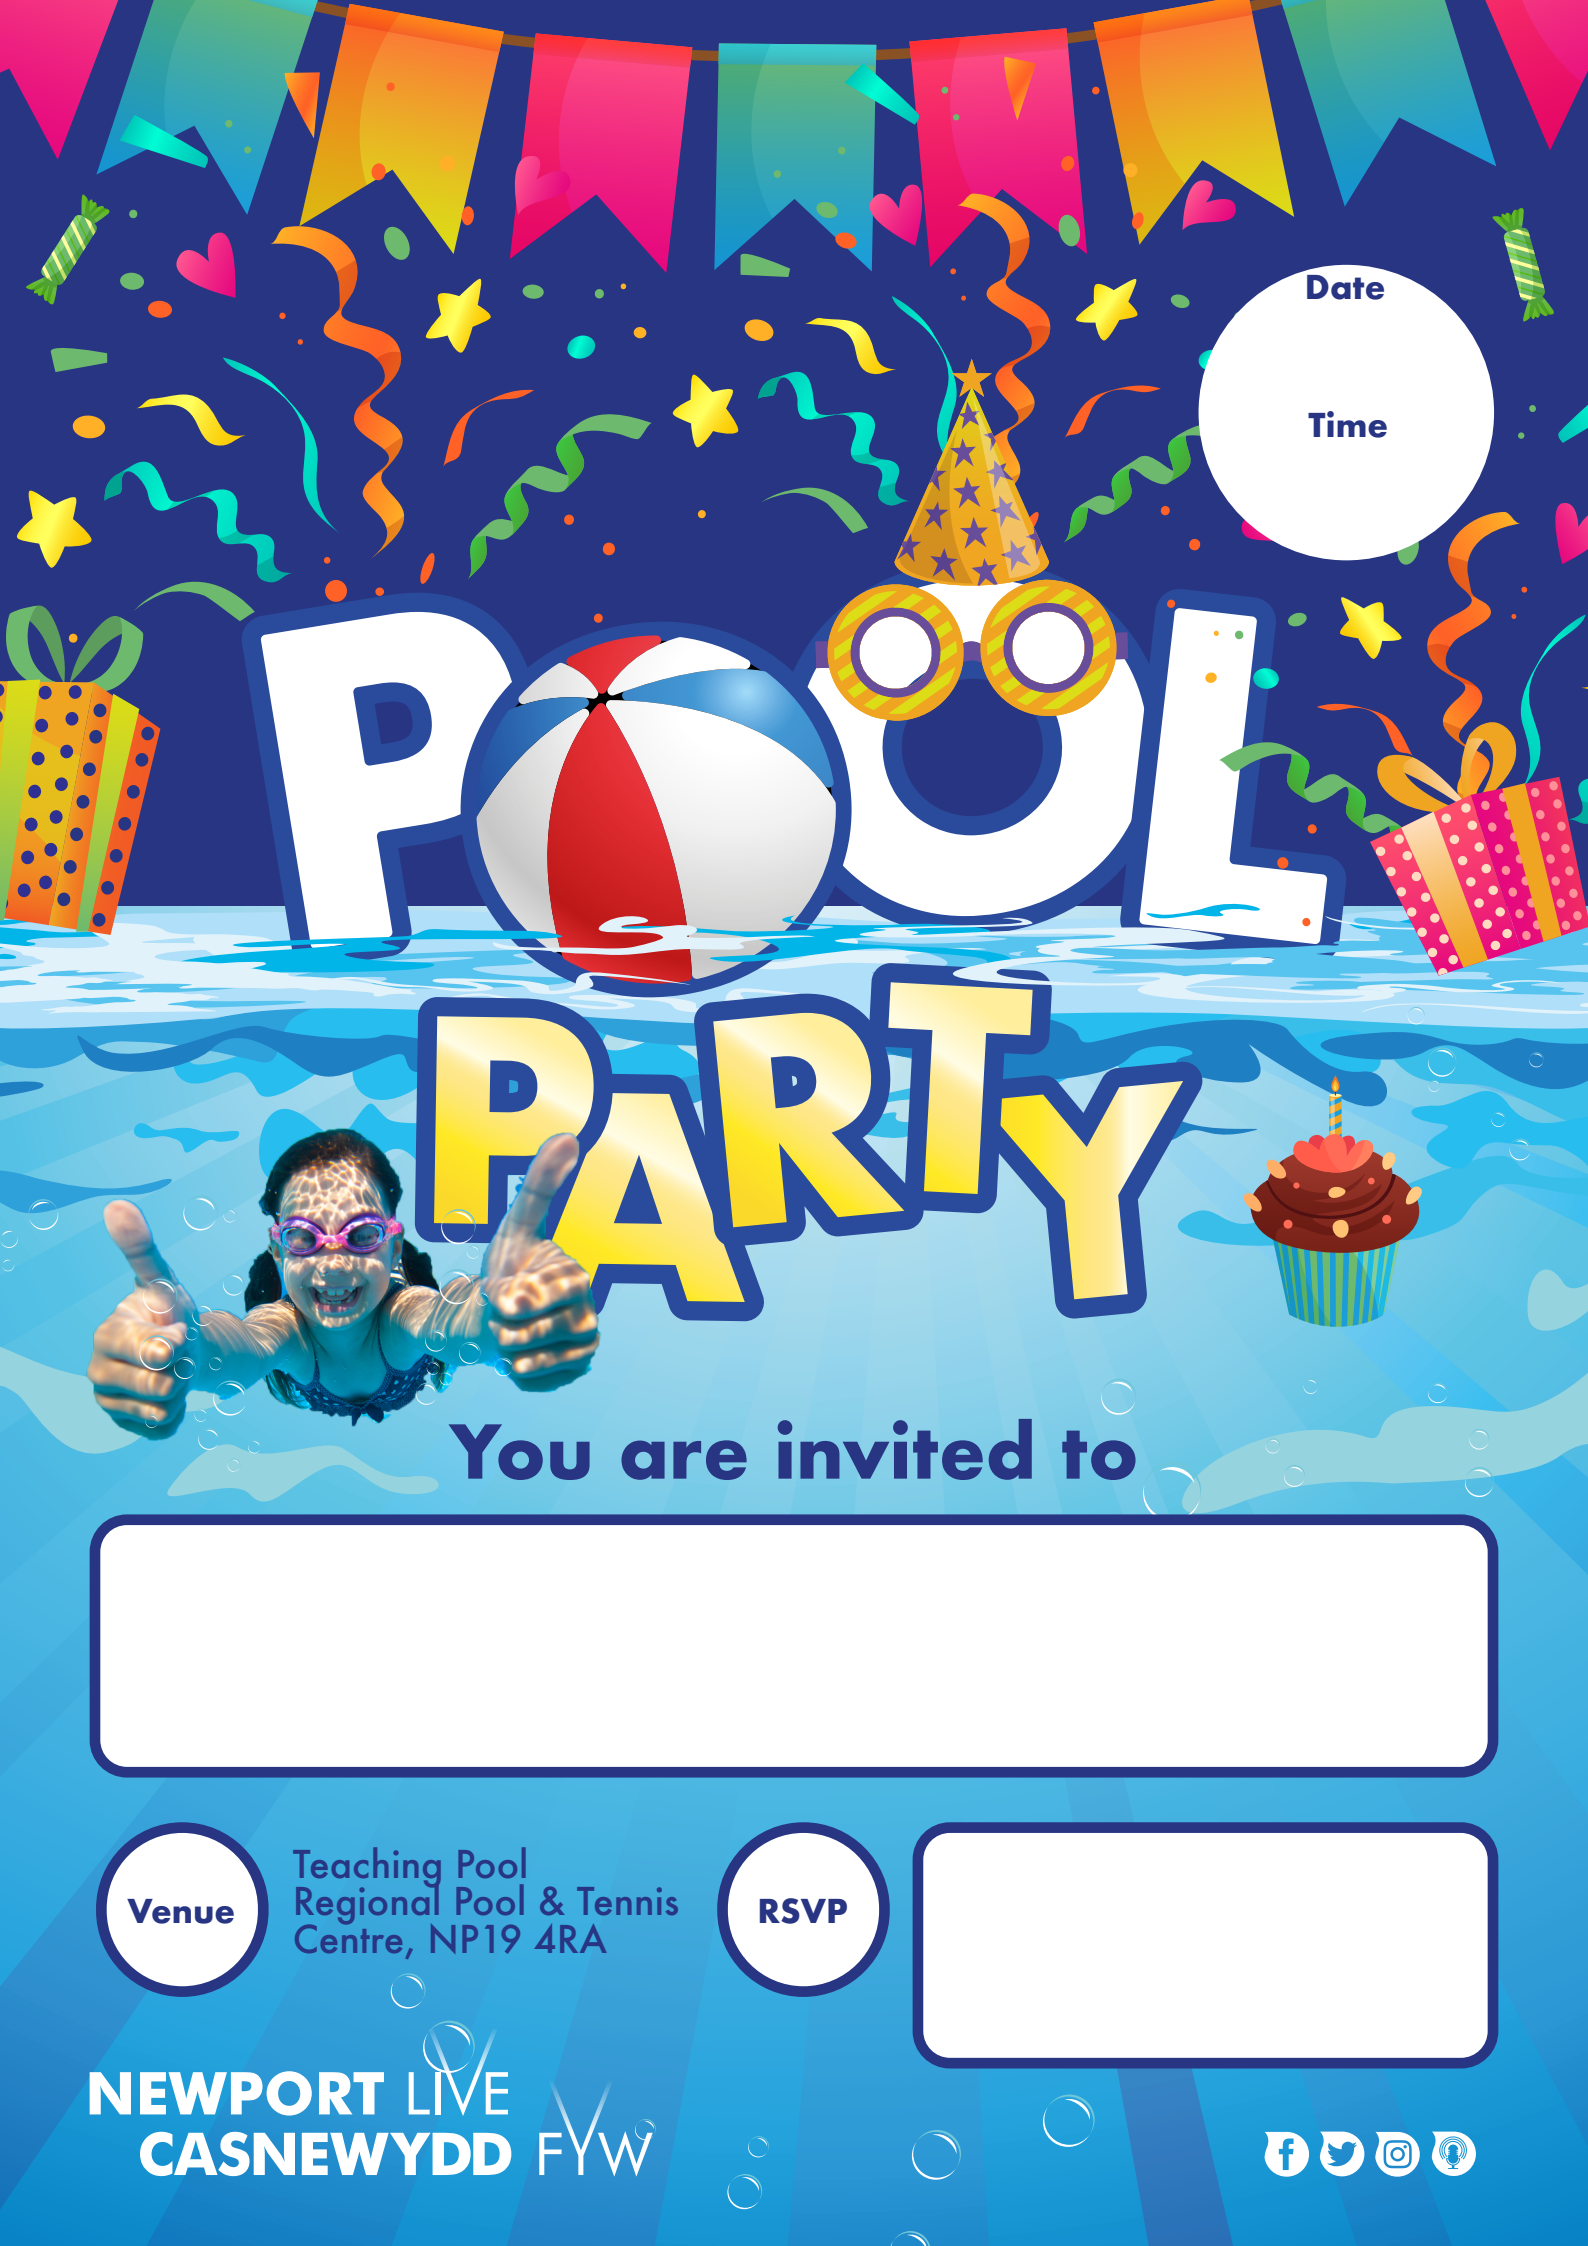 Date
Time
POOL
PARTY
You are invited to
Venue
Teaching Pool
Regional Pool & Tennis
Centre, NP19 4RA
RSVP
NEWPORT LIVE
CASNEWYDD FYW